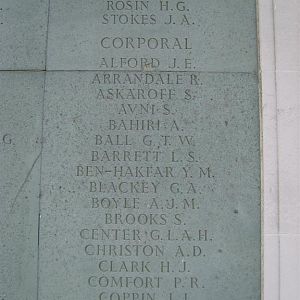 ROSIN H.G.
STOKES J.A.
CORPORAL
ALFORD J.E.
ARRANDALE R.
ASKAROFF S.
AVNI S.
BAHIRI A.
BALL G.T.W.
BARRETT L.S.
BEN-HAKFAR Y.M.
BLACKEY G.A.
BOYLE A.J.M.
BROOKS S.
CENTER G.L.A.H.
CHRISTON A.D.
CLARK H.J.
COMFORT P.R.
COPPIN J.J.